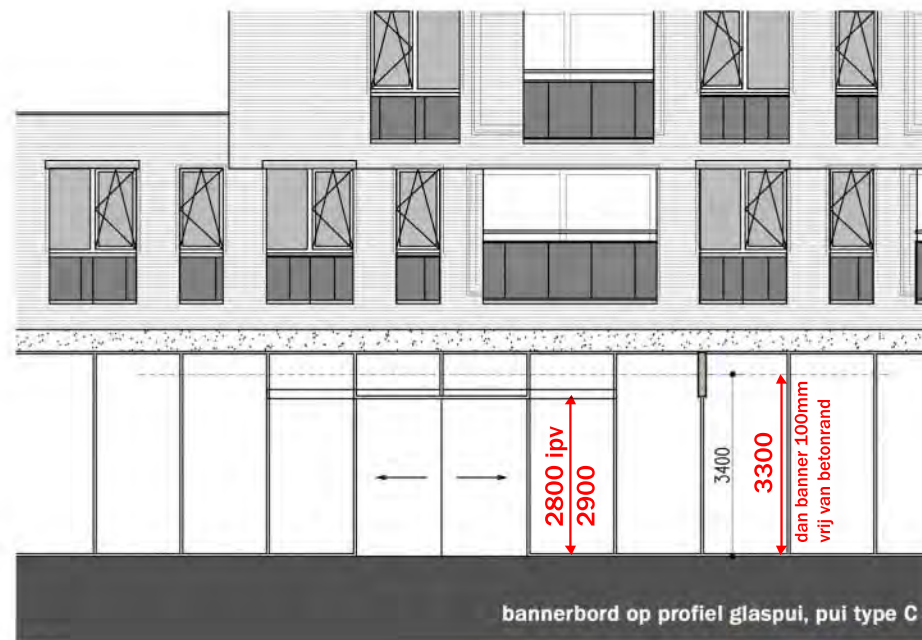 2800 ipv
2900
3400
3300
dan banner 100mm
vrij van betonrand
bannerbord op profiel glaspui, pui type C